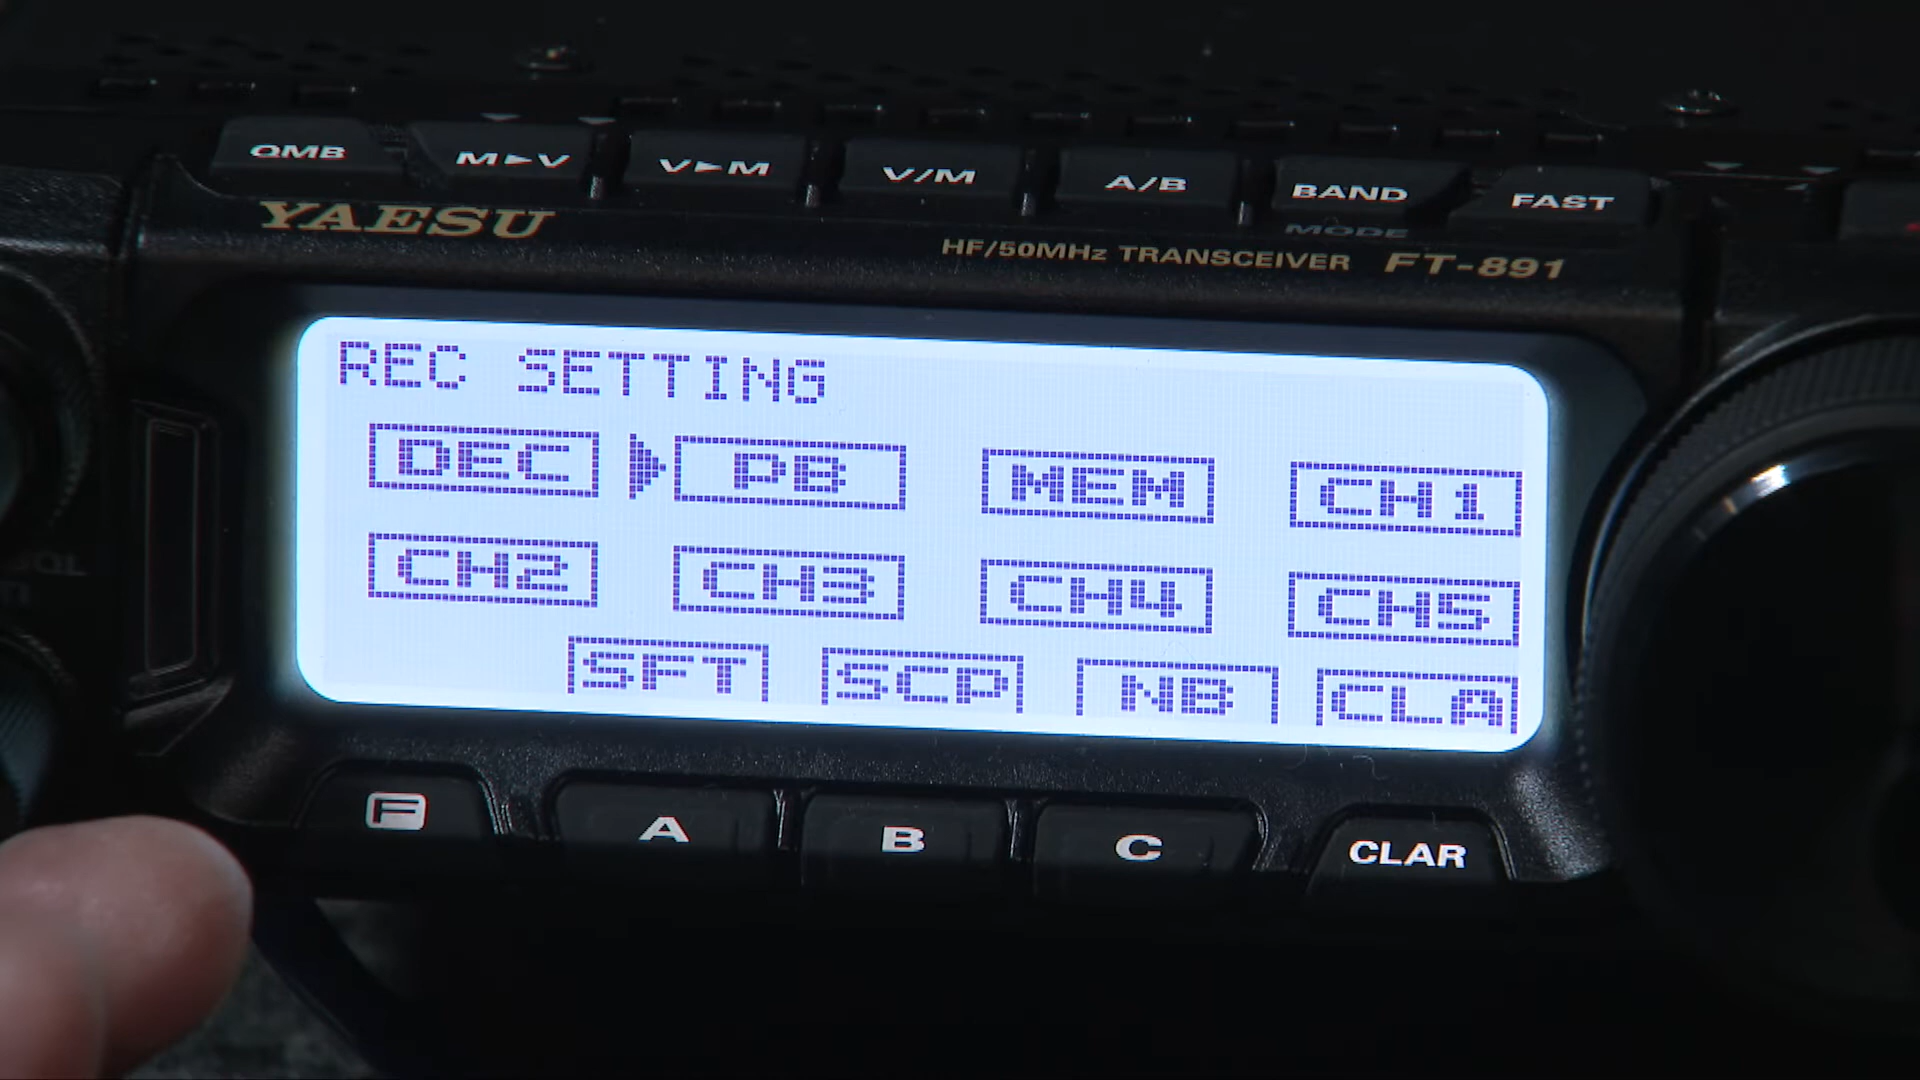 QMB M►V V►M V/M A/B BAND FAST
MODE
YAESU
HF/50MHz TRANSCEIVER FT-891
REC SETTING
DEC PB MEM CH1
CH2 CH3 CH4 CH5
SFT SCP NB CLA
F A B C CLAR